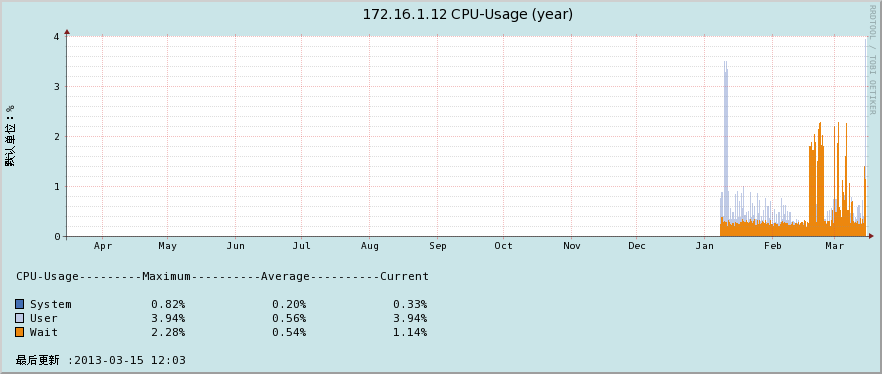 172.16.1.12 CPU-Usage (year)
RRDTOOL / TOBI OETIKER
默认单位：%
4
3
2
1
0
Apr May Jun Jul Aug Sep Oct Nov Dec Jan Feb Mar
CPU-Usage---------Maximum----------Average----------Current
System 0.82% 0.20% 0.33%
User 3.94% 0.56% 3.94%
Wait 2.28% 0.54% 1.14%
最后更新 :2013-03-15 12:03